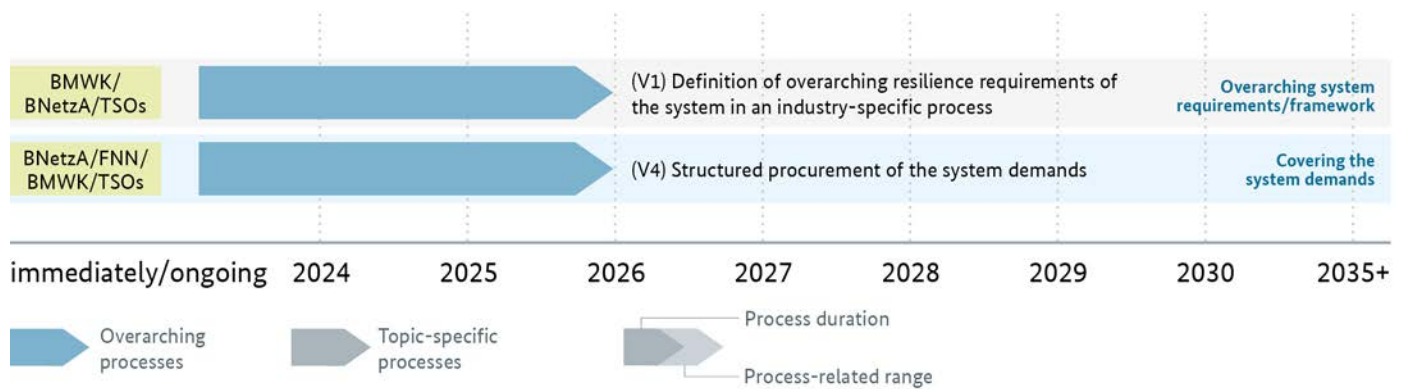 BMWK/
BNetzA/TSOs
(V1) Definition of overarching resilience requirements of
the system in an industry-specific process
Overarching system
requirements/framework
BNetzA/FNN/
BMWK/TSOs
(V4) Structured procurement of the system demands
Covering the
system demands
immediately/ongoing 2024 2025 2026 2027 2028 2029 2030 2035+
Overarching
processes
Topic-specific
processes
Process duration
Process-related range